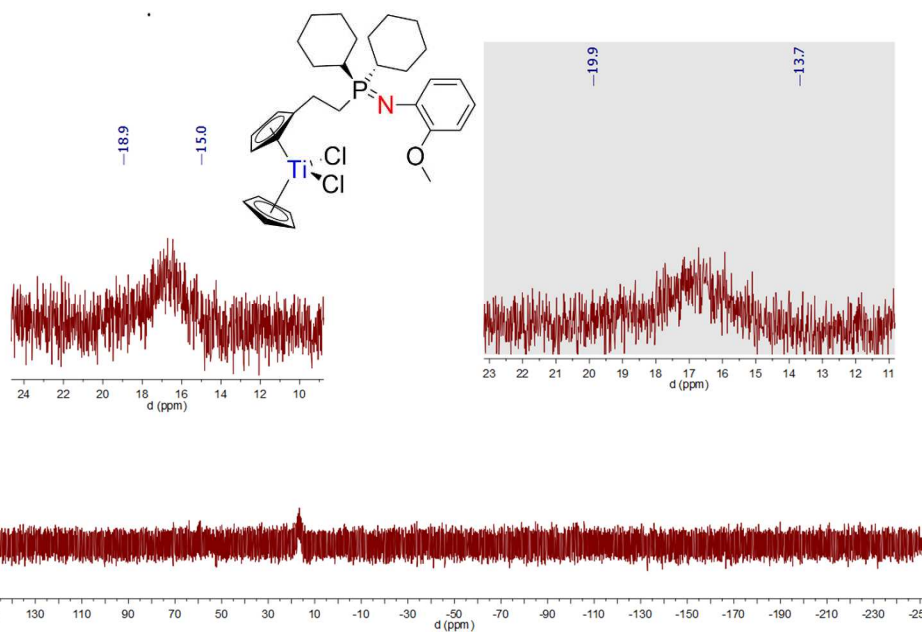 P
N
O
Ti
Cl
Cl
—18.9
—15.0
—19.9
—13.7
24 22 20 18 16 14 12 10
d (ppm)
23 22 21 20 19 18 17 16 15 14 13 12 11
d (ppm)
130 110 90 70 50 30 10 -10 -30 -50 -70 -90 -110 -130 -150 -170 -190 -210 -230 -25
d (ppm)